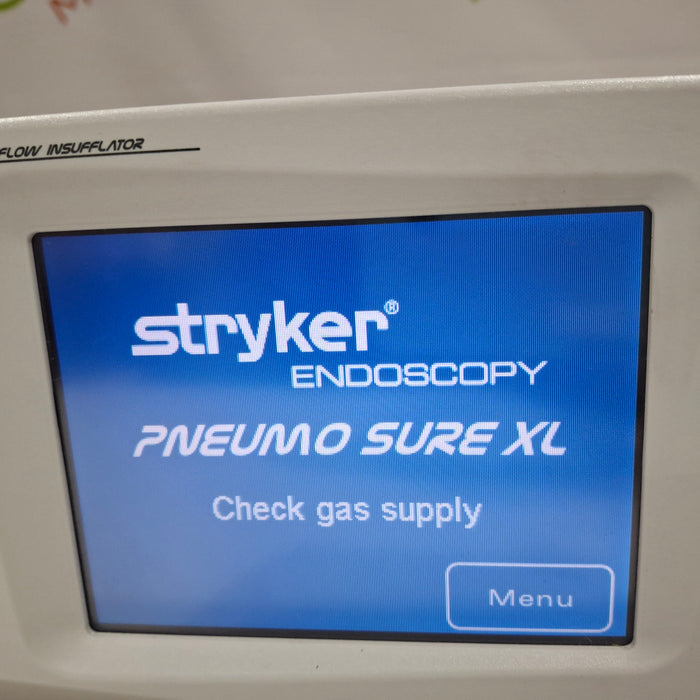 FLOW INSUFFLATOR
stryker®
ENDOSCOPY
PNEUMO SURE XL
Check gas supply
Menu